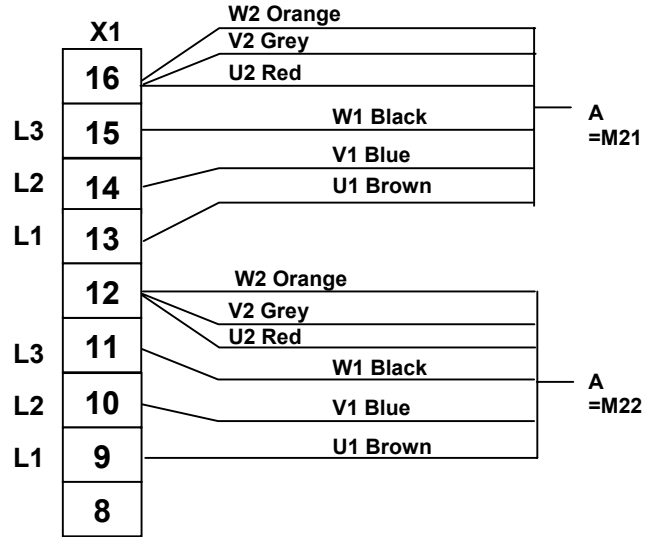 X1
W2 Orange
V2 Grey
16
U2 Red
L3
15
W1 Black
A
=M21
L2
14
V1 Blue
U1 Brown
L1
13
12
W2 Orange
V2 Grey
U2 Red
L3
11
W1 Black
A
=M22
L2
10
V1 Blue
L1
9
U1 Brown
8